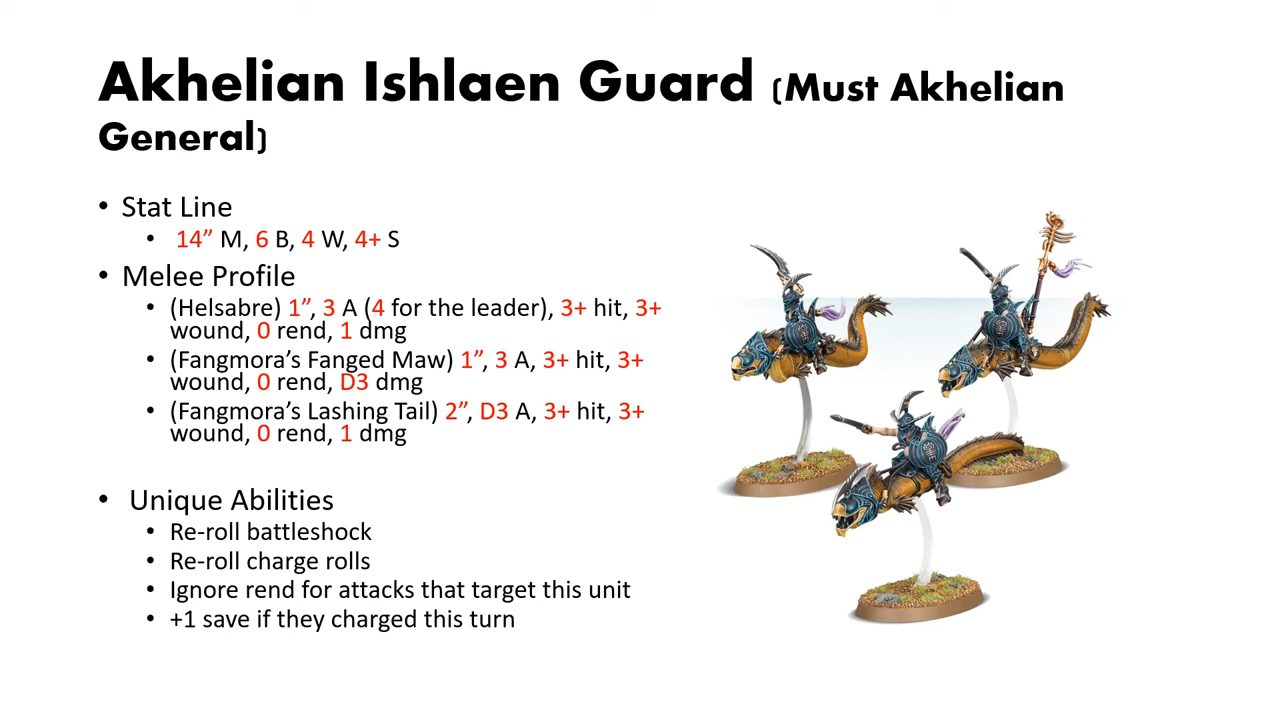 Akhelian Ishlaen Guard (Must Akhelian
General)
• Stat Line
• 14” M, 6 B, 4 W, 4+ S
• Melee Profile
• (Helsabre) 1”, 3 A (4 for the leader), 3+ hit, 3+
wound, 0 rend, 1 dmg
• (Fangmora’s Fanged Maw) 1”, 3 A, 3+ hit, 3+
wound, 0 rend, D3 dmg
• (Fangmora’s Lashing Tail) 2”, D3 A, 3+ hit, 3+
wound, 0 rend, 1 dmg
• Unique Abilities
• Re-roll battleshock
• Re-roll charge rolls
• Ignore rend for attacks that target this unit
• +1 save if they charged this turn